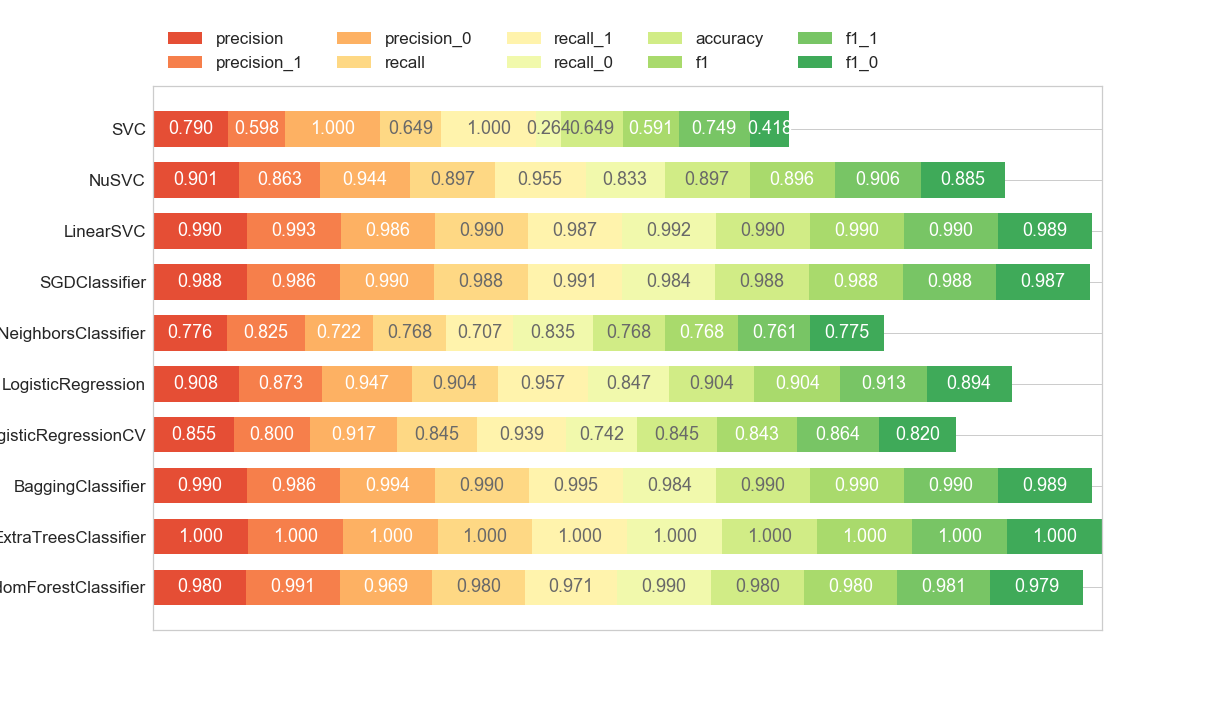 precision precision_0 recall_1 accuracy f1_1
precision_1 recall recall_0 f1 f1_0
SVC 0.790 0.598 1.000 0.649 1.000 0.264 0.649 0.591 0.749 0.418
NuSVC 0.901 0.863 0.944 0.897 0.955 0.833 0.897 0.896 0.906 0.885
LinearSVC 0.990 0.993 0.986 0.990 0.987 0.992 0.990 0.990 0.990 0.989
SGDClassifier 0.988 0.986 0.990 0.988 0.991 0.984 0.988 0.988 0.988 0.987
NeighborsClassifier 0.776 0.825 0.722 0.768 0.707 0.835 0.768 0.768 0.761 0.775
LogisticRegression 0.908 0.873 0.947 0.904 0.957 0.847 0.904 0.904 0.913 0.894
gisticRegressionCV 0.855 0.800 0.917 0.845 0.939 0.742 0.845 0.843 0.864 0.820
BaggingClassifier 0.990 0.986 0.994 0.990 0.995 0.984 0.990 0.990 0.990 0.989
ExtraTreesClassifier 1.000 1.000 1.000 1.000 1.000 1.000 1.000 1.000 1.000 1.000
domForestClassifier 0.980 0.991 0.969 0.980 0.971 0.990 0.980 0.980 0.981 0.979